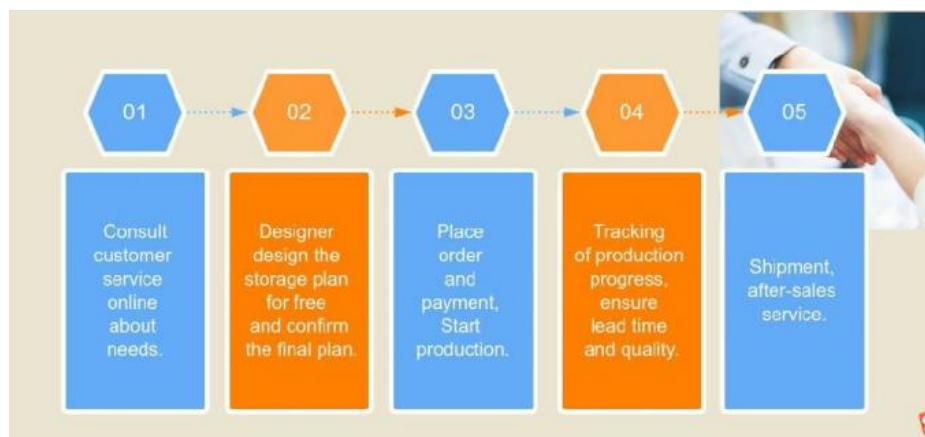 01
02
03
04
05
Consult
customer
service
online
about
needs.
Designer
design the
storage plan
for free
and confirm
the final plan.
Place
order
and
payment,
Start
production.
Tracking
of production
progress,
ensure
lead time
and quality.
Shipment,
after-sales
service.